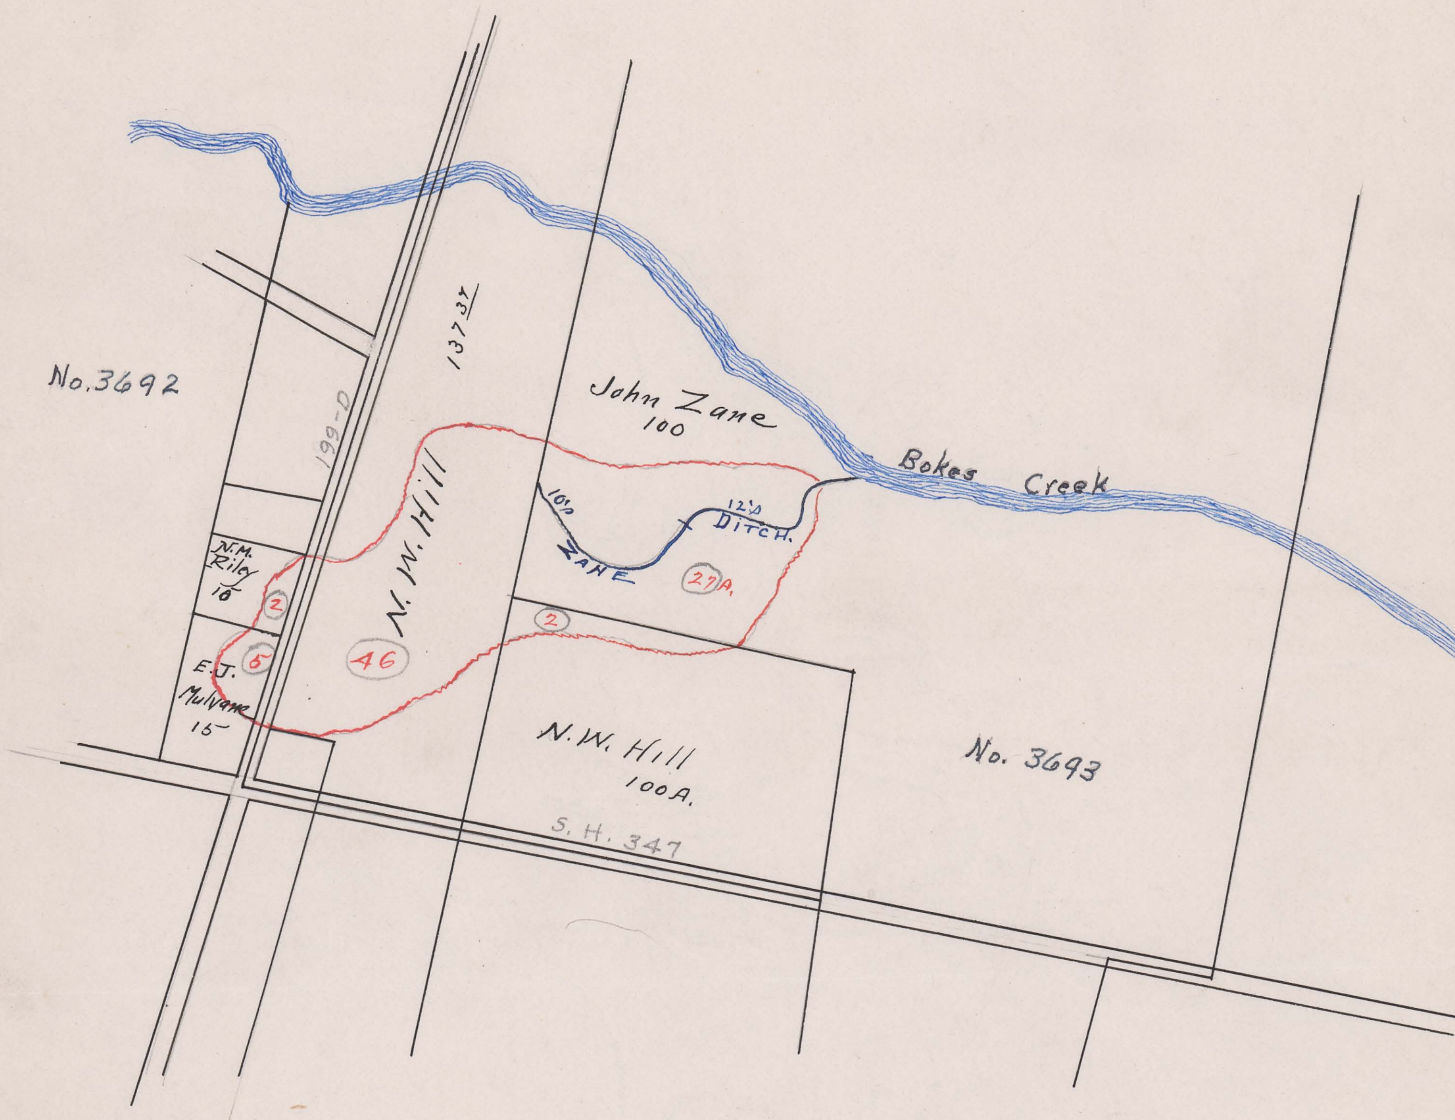 No. 3692
199-D
137 37
N. W. Hill
46
John Zane
100
Bokes Creek
10's
12's
ZANE
DITCH.
27A.
2
N.M.
Riley
10
2
E.J.
Mulvane
15
5
N.W. Hill
100A.
S. H. 347
No. 3693